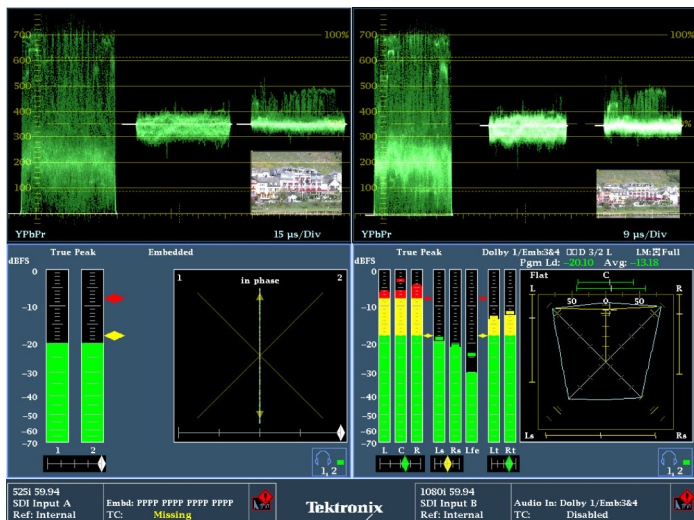 700
100%
600
500
400
300
200
100
0
YPbPr
15 µs/Div
700
100%
600
500
400
300
200
100
0
YPbPr
9 µs/Div
True Peak Embedded
dBFS
0
-10
-20
-30
-40
-50
-60
-70
1 2
1 in phase 2
1, 2
True Peak Dolby 1/Emb:3&4 D 3/2 L LM: Full
dBFS
Pgm Ld: -20.10 Avg: -13.18
0
-10
-20
-30
-40
-50
-60
-70
L C R Ls Rs Lfe Lt Rt
Flat C
L R
50 0 50
Ls Rs
1, 2
525i 59.94
SDI Input A Embd: PPPP PPPP PPPP PPPP
Ref: Internal TC: Missing
Tektronix
1080i 59.94
SDI Input B Audio In: Dolby 1/Emb:3&4
Ref: Internal TC: Disabled